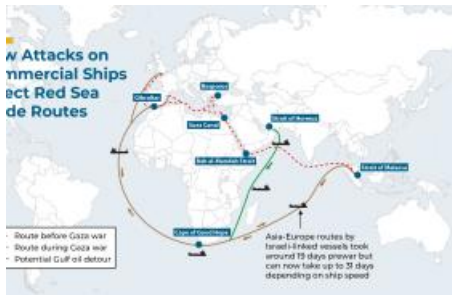 w Attacks on
mmercial Ships
ect Red Sea
de Routes
Gibraltar
Bosporus
Suez Canal
Strait of Hormuz
Bab al-Mandab Strait
Strait of Malacca
Cape of Good Hope
Route before Gaza war
Route during Gaza war
Potential Gulf oil detour
Asia-Europe routes by
Israeli-linked vessels took
around 19 days prewar but
can now take up to 31 days
depending on ship speed